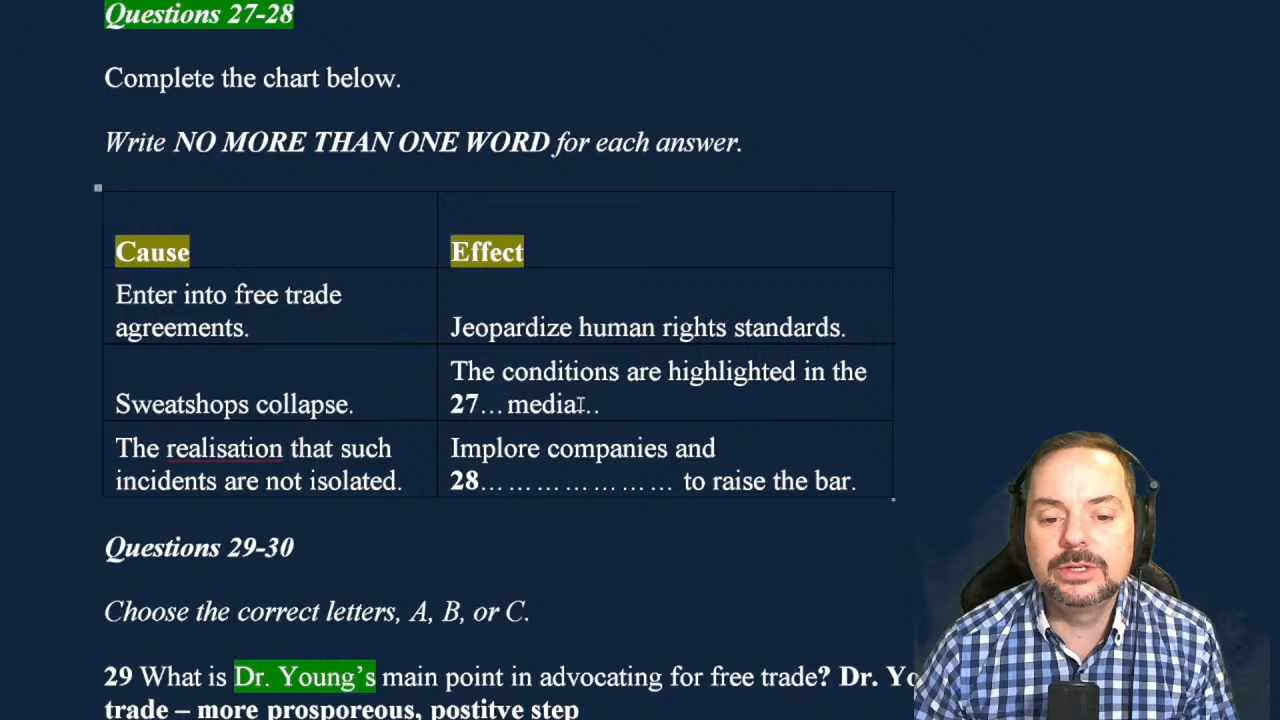 Questions 27-28
Complete the chart below.
Write NO MORE THAN ONE WORD for each answer.
Cause
Effect
Enter into free trade
agreements.
Jeopardize human rights standards.
Sweatshops collapse.
The conditions are highlighted in the
27… media…
The realisation that such
incidents are not isolated.
Implore companies and
28………………… to raise the bar.
Questions 29-30
Choose the correct letters, A, B, or C.
29 What is Dr. Young’s main point in advocating for free trade? Dr. Yo
trade – more prosporeous, postitve step